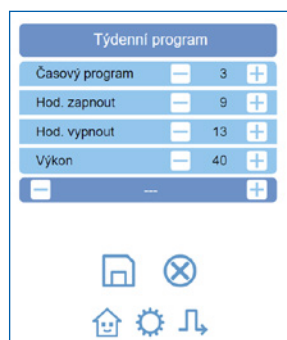 Týdenní program
Časový program − 3 +
Hod. zapnout − 9 +
Hod. vypnout − 13 +
Výkon − 40 +
− --- +